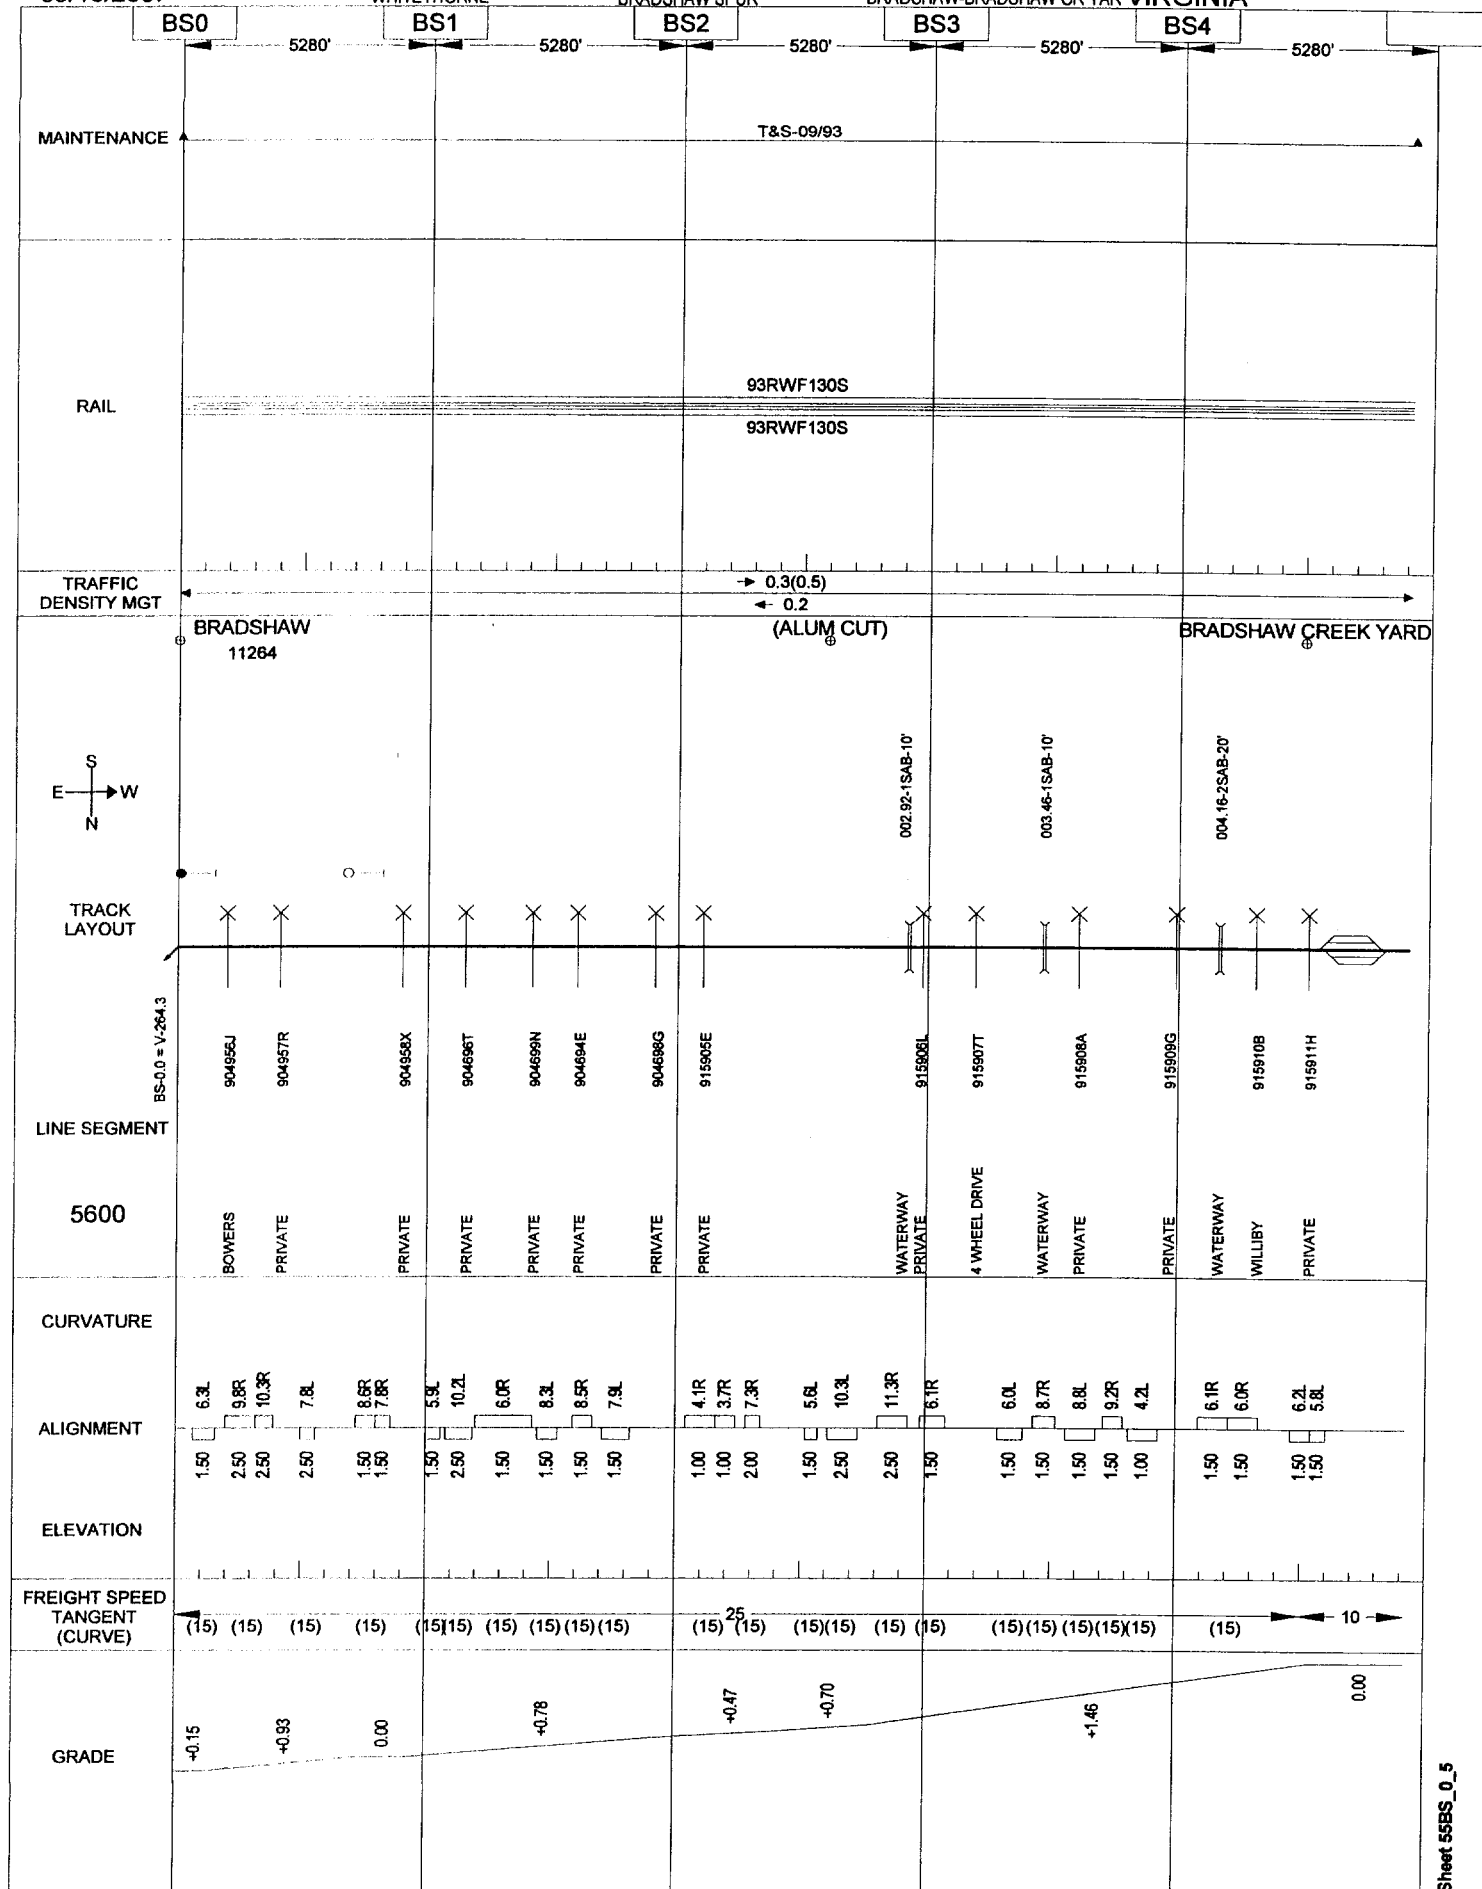 WHITETHORNE
BRADSHAW SPUR
BRADSHAW-BRADSHAW CR YAR VIRGINIA
BS0 BS1 BS2 BS3 BS4
5280' 5280' 5280' 5280' 5280'
MAINTENANCE
T&S-09/93
RAIL
93RWF130S
93RWF130S
TRAFFIC
DENSITY MGT
0.3(0.5)
0.2
BRADSHAW
11264
(ALUM CUT)
BRADSHAW CREEK YARD
002.92-1SAB-10'
003.46-1SAB-10'
004.16-2SAB-20'
S
E W
N
TRACK
LAYOUT
BS-0.0 = V-264.3
904956J
904957R
904958X
904696T
904699N
904694E
904698G
915905E
915906L
915907T
915908A
915909G
915910B
915911H
LINE SEGMENT
5600
BOWERS
PRIVATE
PRIVATE
PRIVATE
PRIVATE
PRIVATE
PRIVATE
PRIVATE
WATERWAY
PRIVATE
4 WHEEL DRIVE
WATERWAY
PRIVATE
PRIVATE
WATERWAY
WILLIBY
PRIVATE
CURVATURE
6.3L 9.8R 10.3R 7.8L 8.6R 7.8R 5.9L 10.2L 6.0R 8.3L 8.5R 7.9L 4.1R 3.7R 7.3R 5.6L 10.3L 11.3R 6.1R 6.0L 8.7R 8.8L 9.2R 4.2L 6.1R 6.0R 6.2L 5.8L
ALIGNMENT
1.50 2.50 2.50 2.50 1.50 1.50 1.50 2.50 1.50 1.50 1.50 1.50 1.00 1.00 2.00 1.50 2.50 2.50 1.50 1.50 1.50 1.50 1.50 1.00 1.50 1.50 1.50 1.50
ELEVATION
FREIGHT SPEED
TANGENT
(CURVE)
25 10
(15) (15) (15) (15) (15)(15) (15) (15) (15) (15) (15) (15) (15)(15) (15) (15) (15) (15) (15)(15)(15) (15)
GRADE
+0.15 +0.93 0.00 +0.78 +0.47 +0.70 +1.46 0.00
Sheet 55BS_0_5